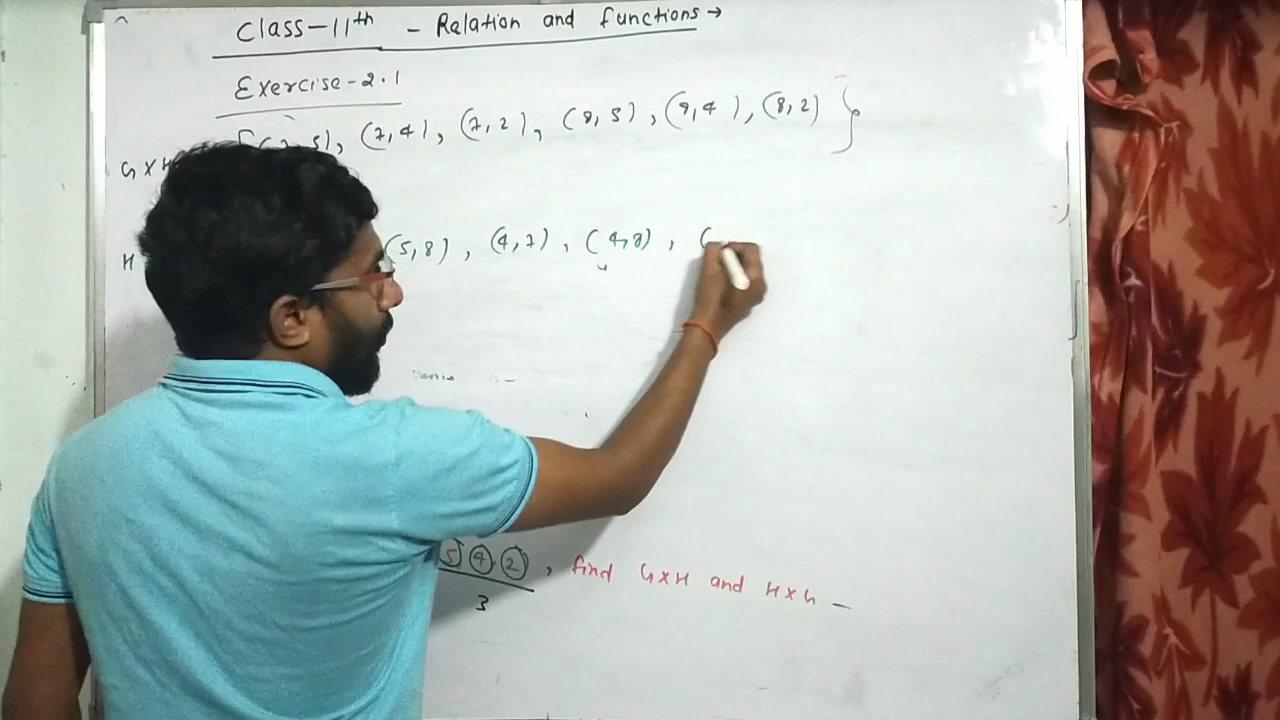 Class-11th - Relation and functions →
Exercise-2.1
G X H (7,4), (7,2), (8,5), (8,4), (8,2) }
H (5,8), (4,7), (4,8), (
5 4, 2, find G×H and H×G -
3